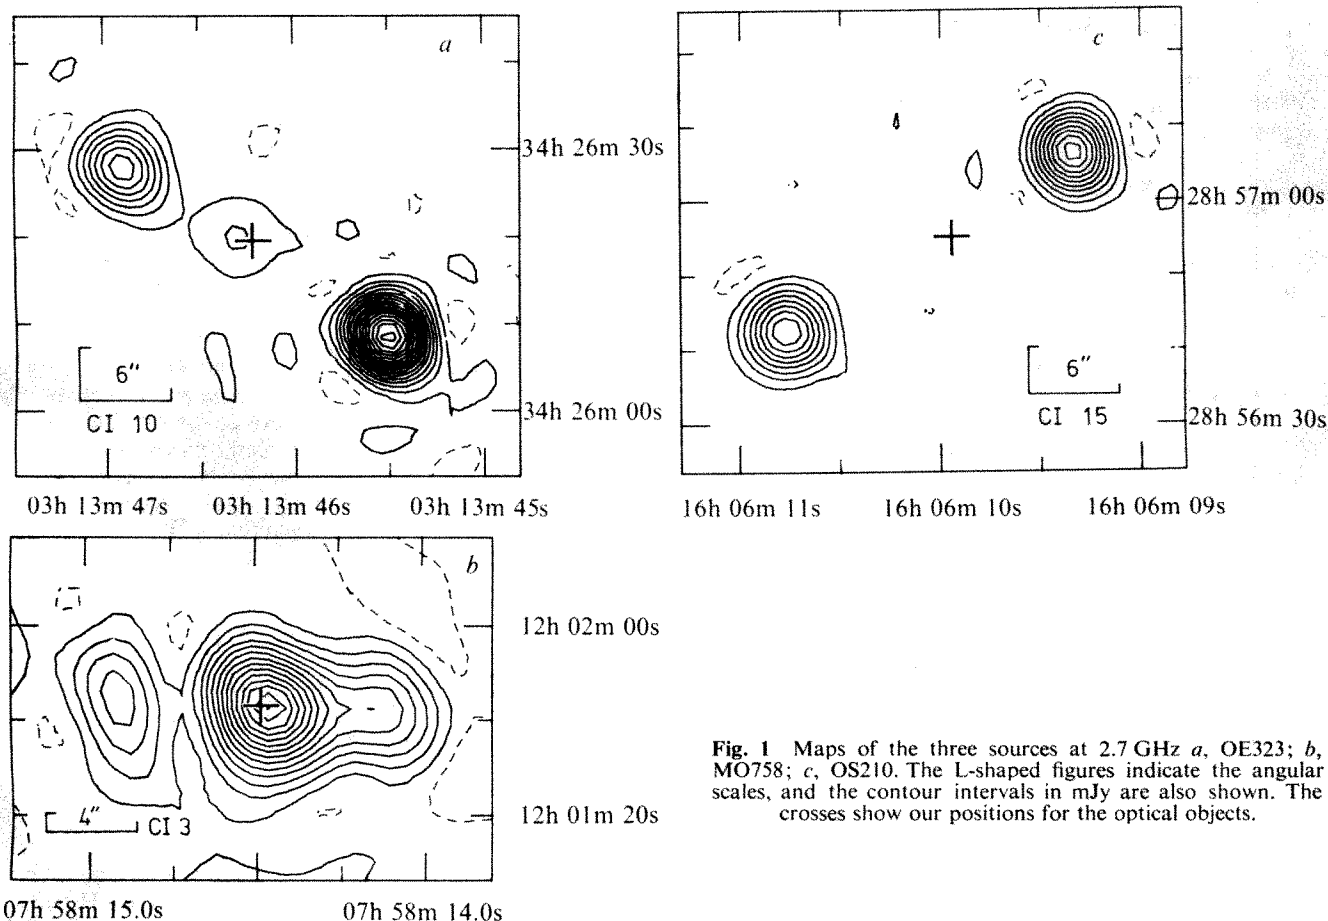 a
34h 26m 30s
6″
CI 10
34h 26m 00s
03h 13m 47s 03h 13m 46s 03h 13m 45s
c
28h 57m 00s
6″
CI 15
28h 56m 30s
16h 06m 11s 16h 06m 10s 16h 06m 09s
b
12h 02m 00s
4″ CI 3
12h 01m 20s
07h 58m 15.0s 07h 58m 14.0s
Fig. 1 Maps of the three sources at 2.7 GHz a, OE323; b,
MO758; c, OS210. The L-shaped figures indicate the angular
scales, and the contour intervals in mJy are also shown. The
crosses show our positions for the optical objects.